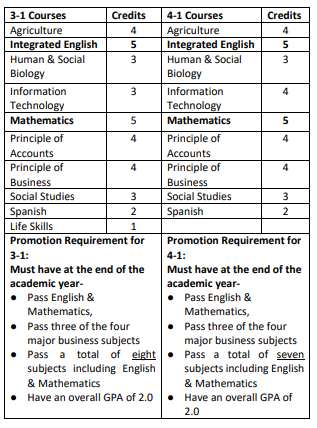 3-1 Courses Credits 4-1 Courses Credits
Agriculture 4 Agriculture 4
Integrated English 5 Integrated English 5
Human & Social 3 Human & Social 3
Biology Biology
Information 3 Information 4
Technology Technology
Mathematics 5 Mathematics 5
Principle of 4 Principle of 4
Accounts Accounts
Principle of 4 Principle of 4
Business Business
Social Studies 3 Social Studies 3
Spanish 2 Spanish 2
Life Skills 1
Promotion Requirement for
3-1:
Must have at the end of the
academic year-
● Pass English &
Mathematics,
● Pass three of the four
major business subjects
● Pass a total of eight
subjects including English
& Mathematics
● Have an overall GPA of 2.0
Promotion Requirement for
4-1:
Must have at the end of the
academic year-
● Pass English &
Mathematics,
● Pass three of the four
major business subjects
● Pass a total of seven
subjects including English
& Mathematics
● Have an overall GPA of
2.0